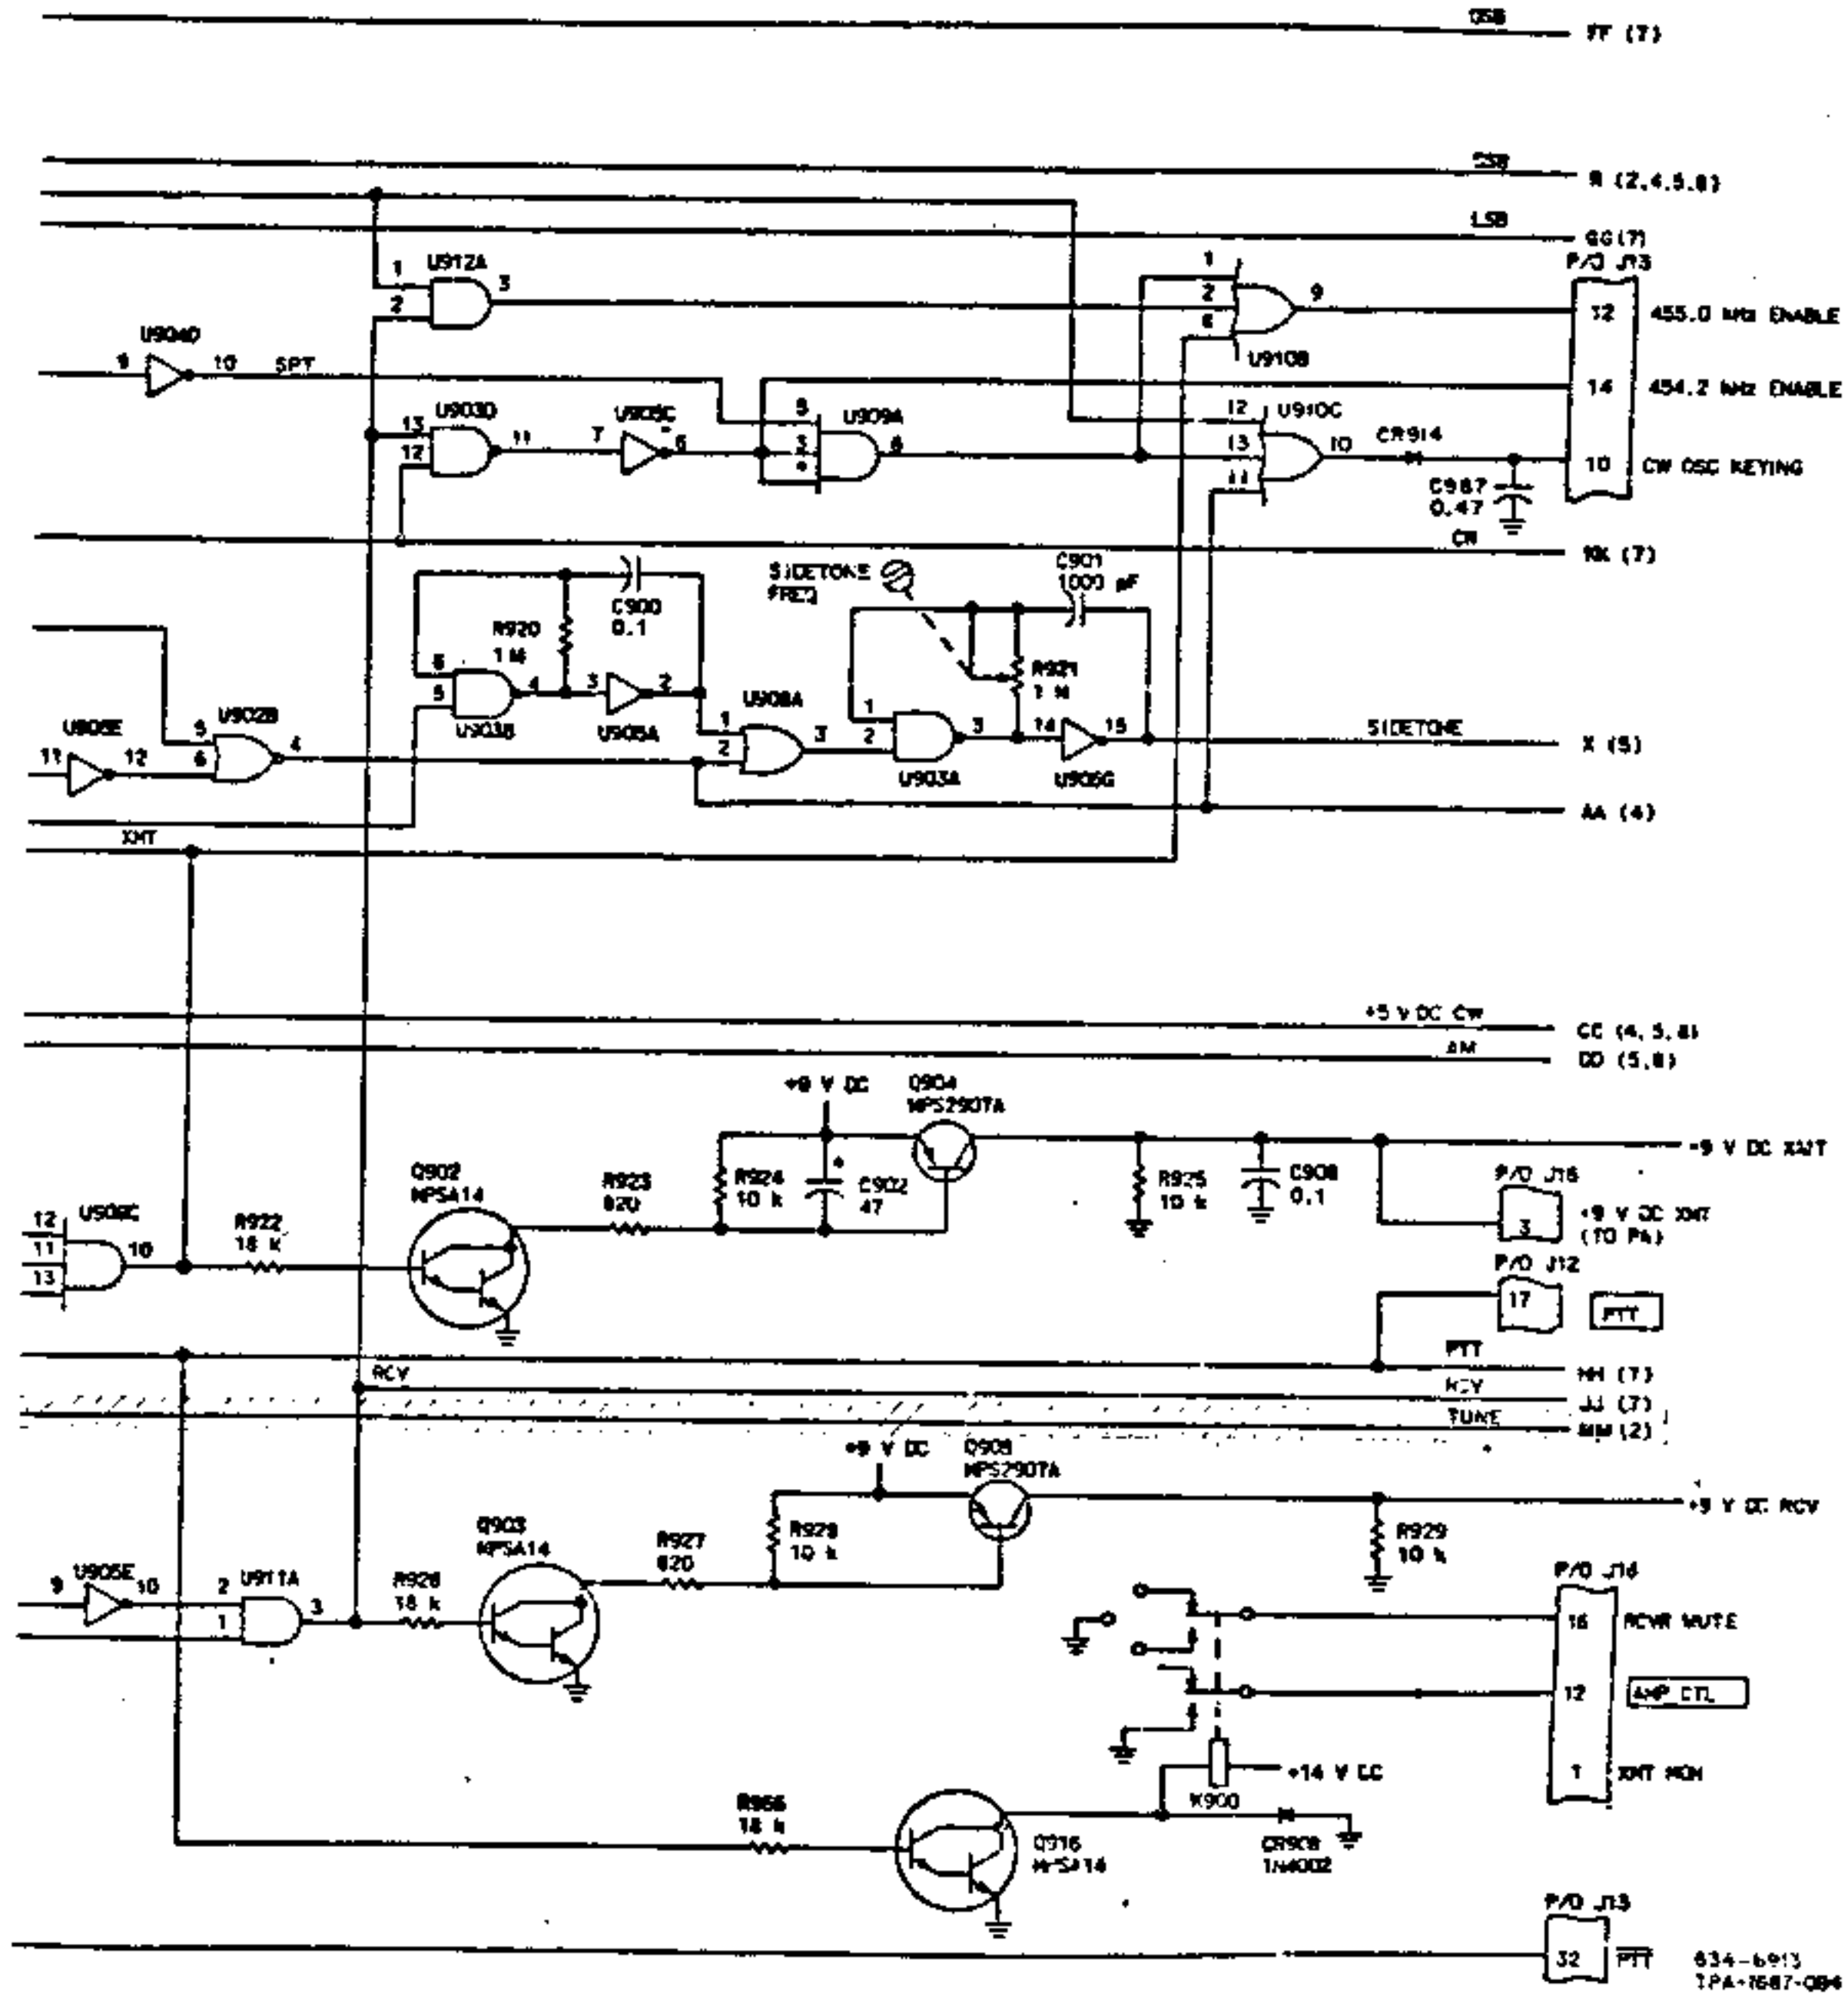 DSB
FF (7)
R (2,4,5,8)
LSB
GG (7)
P/O J13
U912A
1
2
3
1
2
9
U910B
12
455.0 kHz ENABLE
U904D
9
10
SPT
14
454.2 kHz ENABLE
U903D
13
12
11
U905C
7
6
U909A
U910C
12
13
11
10
CR914
C987
0.47
10
CW OSC KEYING
CW
(7)
C900
0.1
R920
1 M
SIDETONE
FREQ
C901
1000 pF
R921
1 M
6
5
4
U903B
3
2
U905A
U908A
1
2
3
1
2
3
U903A
14
15
U905G
SIDETONE
X (5)
U905E
11
12
U902B
5
6
4
AA (4)
XMT
+5 V DC CW
CC (4, 5, 8)
AM
DD (5,8)
+9 V DC
Q904
MPS2907A
+9 V DC XMT
Q902
MPSA14
R923
820
R924
10 k
C902
47
R925
10 k
C908
0.1
P/O J16
3
+9 V DC XMT
(TO PA)
12
11
13
U909C
10
R922
18 k
P/O J12
17
PTT
PTT
HH (7)
RCV
RCV
JJ (7)
TUNE
MM (2)
+9 V DC
Q905
MPS2907A
+9 V DC RCV
Q903
MPSA14
R927
820
R928
10 k
R929
10 k
U905E
9
10
U911A
2
1
3
R926
18 k
P/O J14
16
RCVR MUTE
12
AMP CTL
1
XMT MON
+14 V DC
K900
18 k
Q916
MPSA14
CR908
1N4002
P/O J13
32
PTT
634-6913
TPA-1687-084